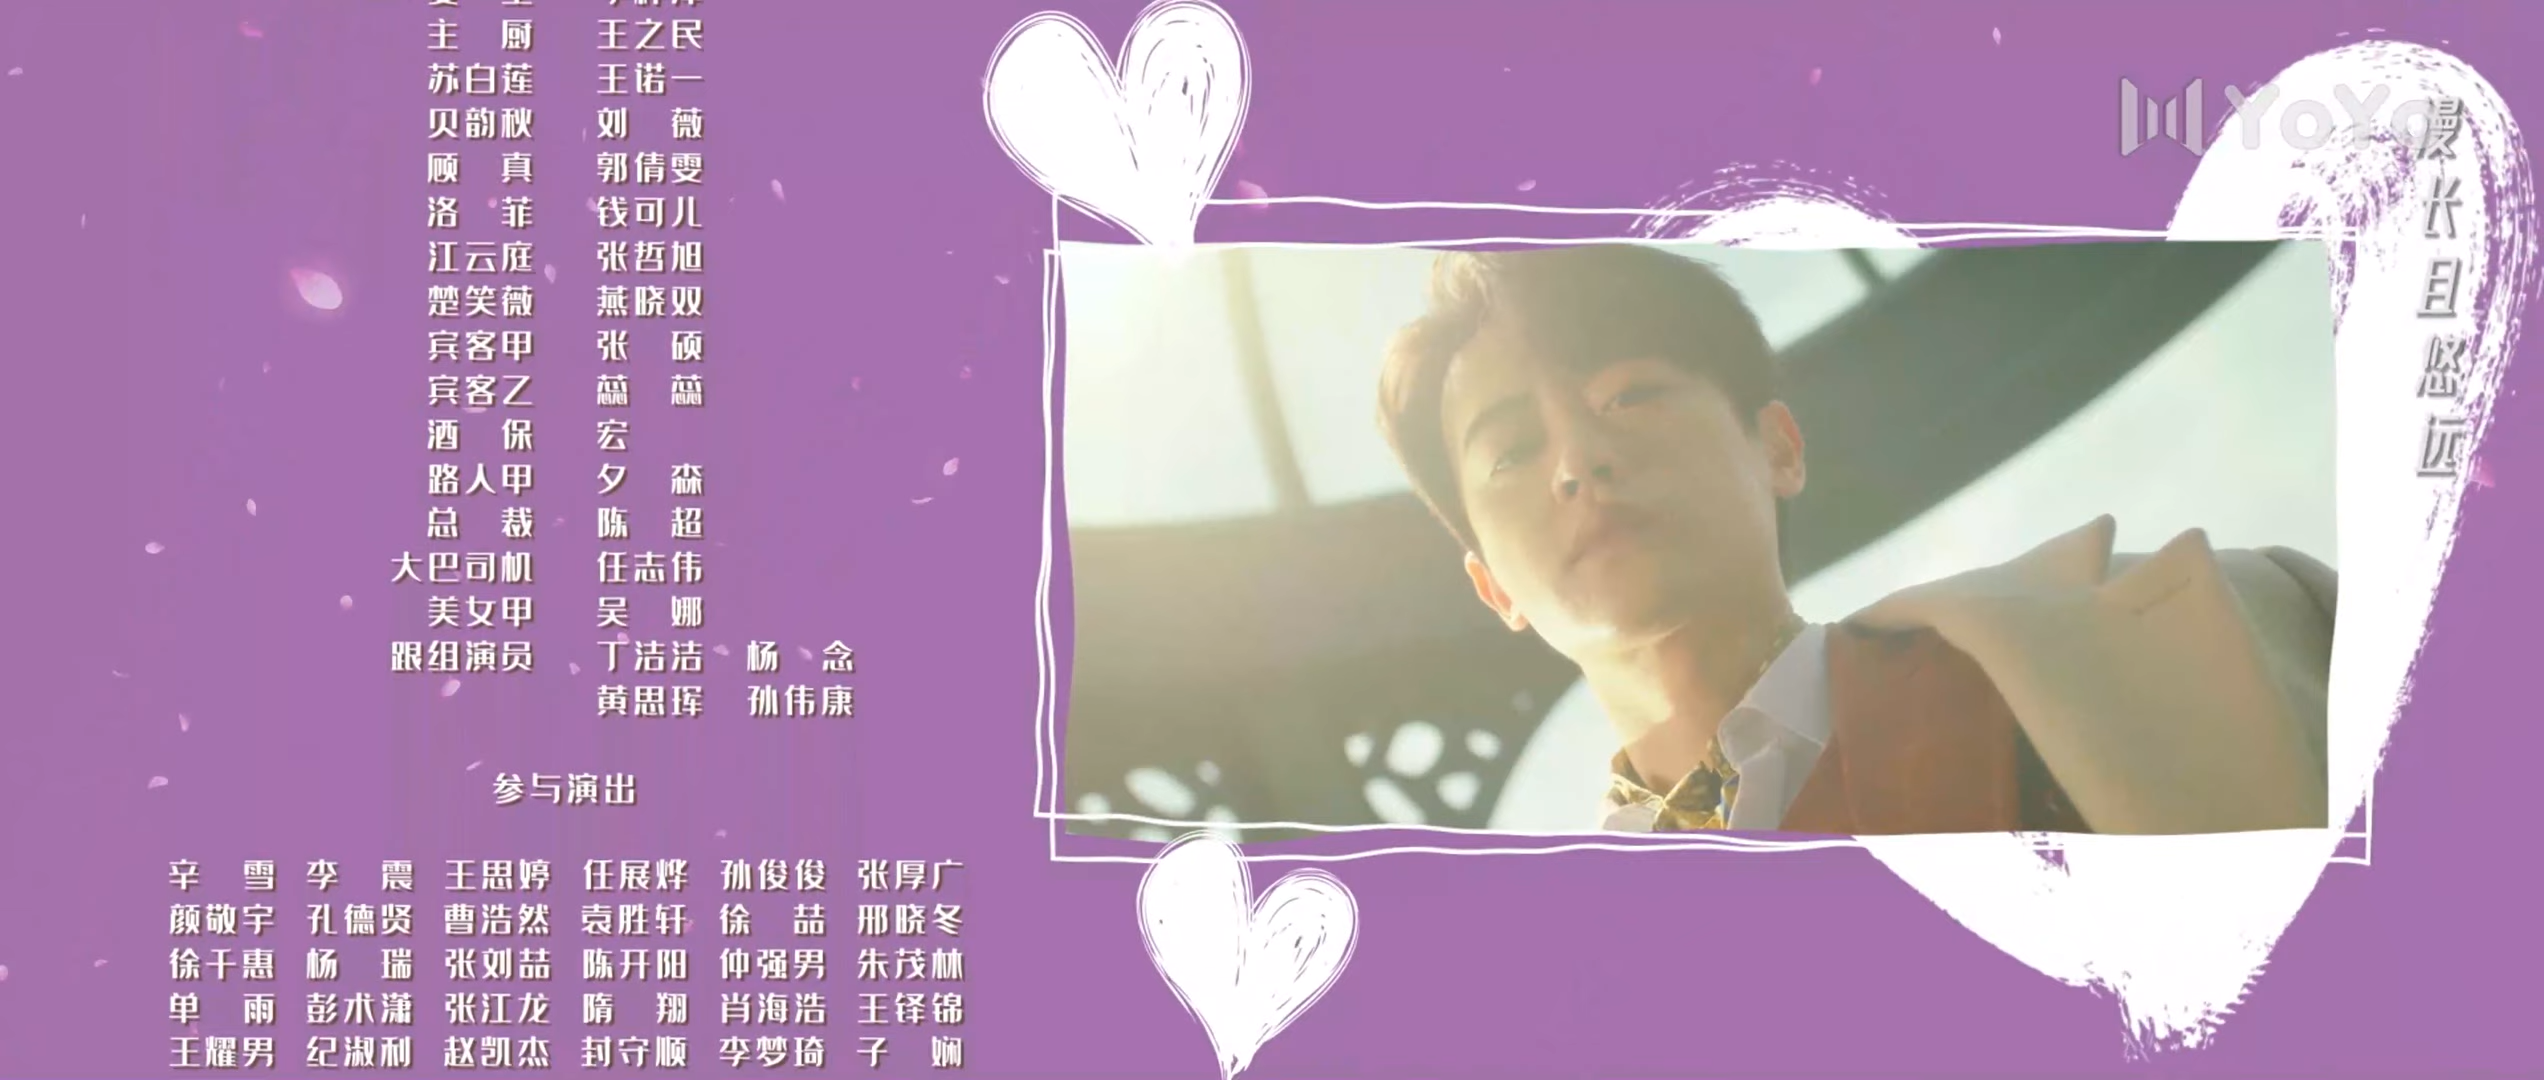 主厨 王之民
苏白莲 王诺一
贝韵秋 刘薇
顾真 郭倩雯
洛菲 钱可儿
江云庭 张哲旭
楚笑薇 燕晓双
宾客甲 张硕
宾客乙 蕊蕊
酒保 宏
路人甲 夕森
总裁 陈超
大巴司机 任志伟
美女甲 吴娜
跟组演员 丁洁洁 杨念
黄思珲 孙伟康
参与演出
辛雪 李震 王思婷 任展烨 孙俊俊 张厚广
颜敬宇 孔德贤 曹浩然 袁胜轩 徐喆 邢晓冬
徐千惠 杨瑞 张刘喆 陈开阳 仲强男 朱茂林
单雨 彭术潇 张江龙 隋翔 肖海浩 王铎锦
王耀男 纪淑利 赵凯杰 封守顺 李梦琦 子娴
YoYo
漫长且悠远